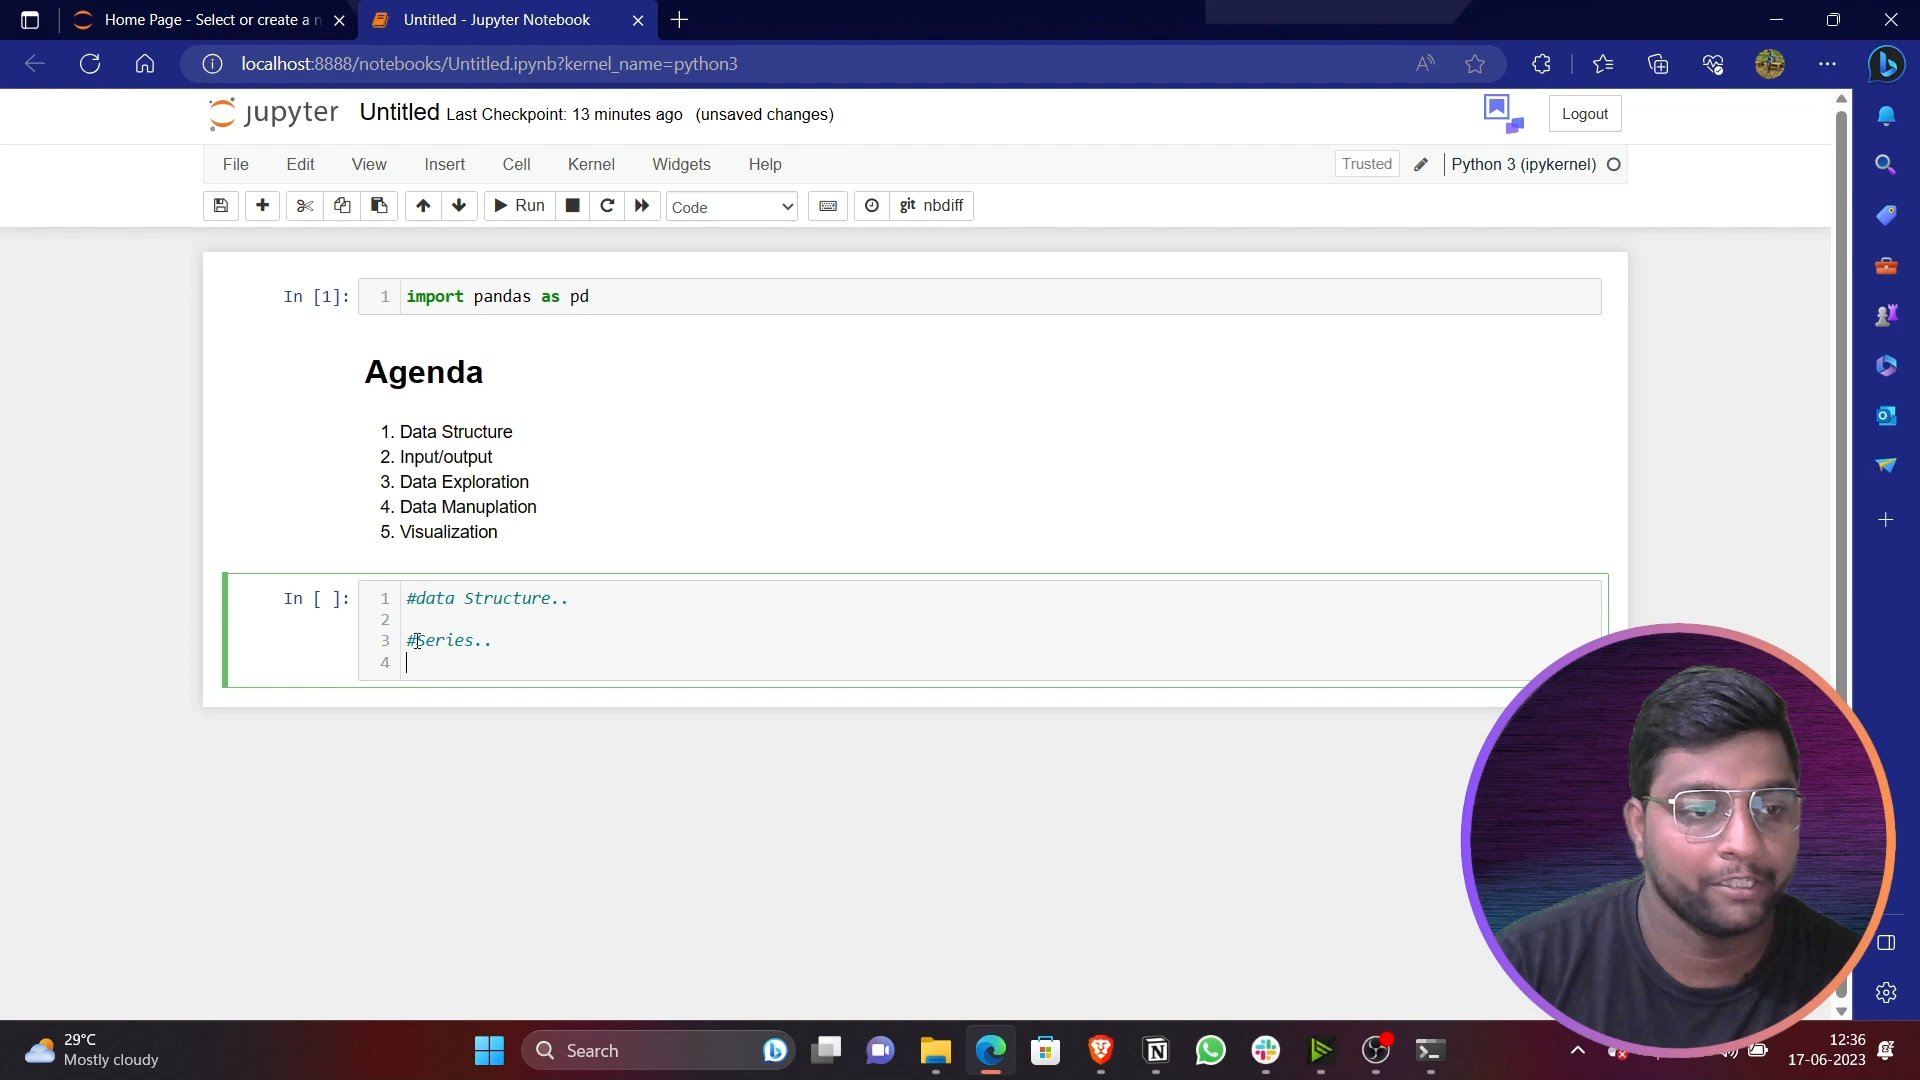 Home Page - Select or create a n
Untitled - Jupyter Notebook
localhost:8888/notebooks/Untitled.ipynb?kernel_name=python3
jupyter Untitled Last Checkpoint: 13 minutes ago (unsaved changes)
Logout
File Edit View Insert Cell Kernel Widgets Help
Trusted
Python 3 (ipykernel)
Run
Code
git nbdiff
In [1]: 1 import pandas as pd
Agenda
1. Data Structure
2. Input/output
3. Data Exploration
4. Data Manuplation
5. Visualization
In [ ]: 1 #data Structure..
2
3 #Series..
4
29°C
Mostly cloudy
Search
12:36
17-06-2023